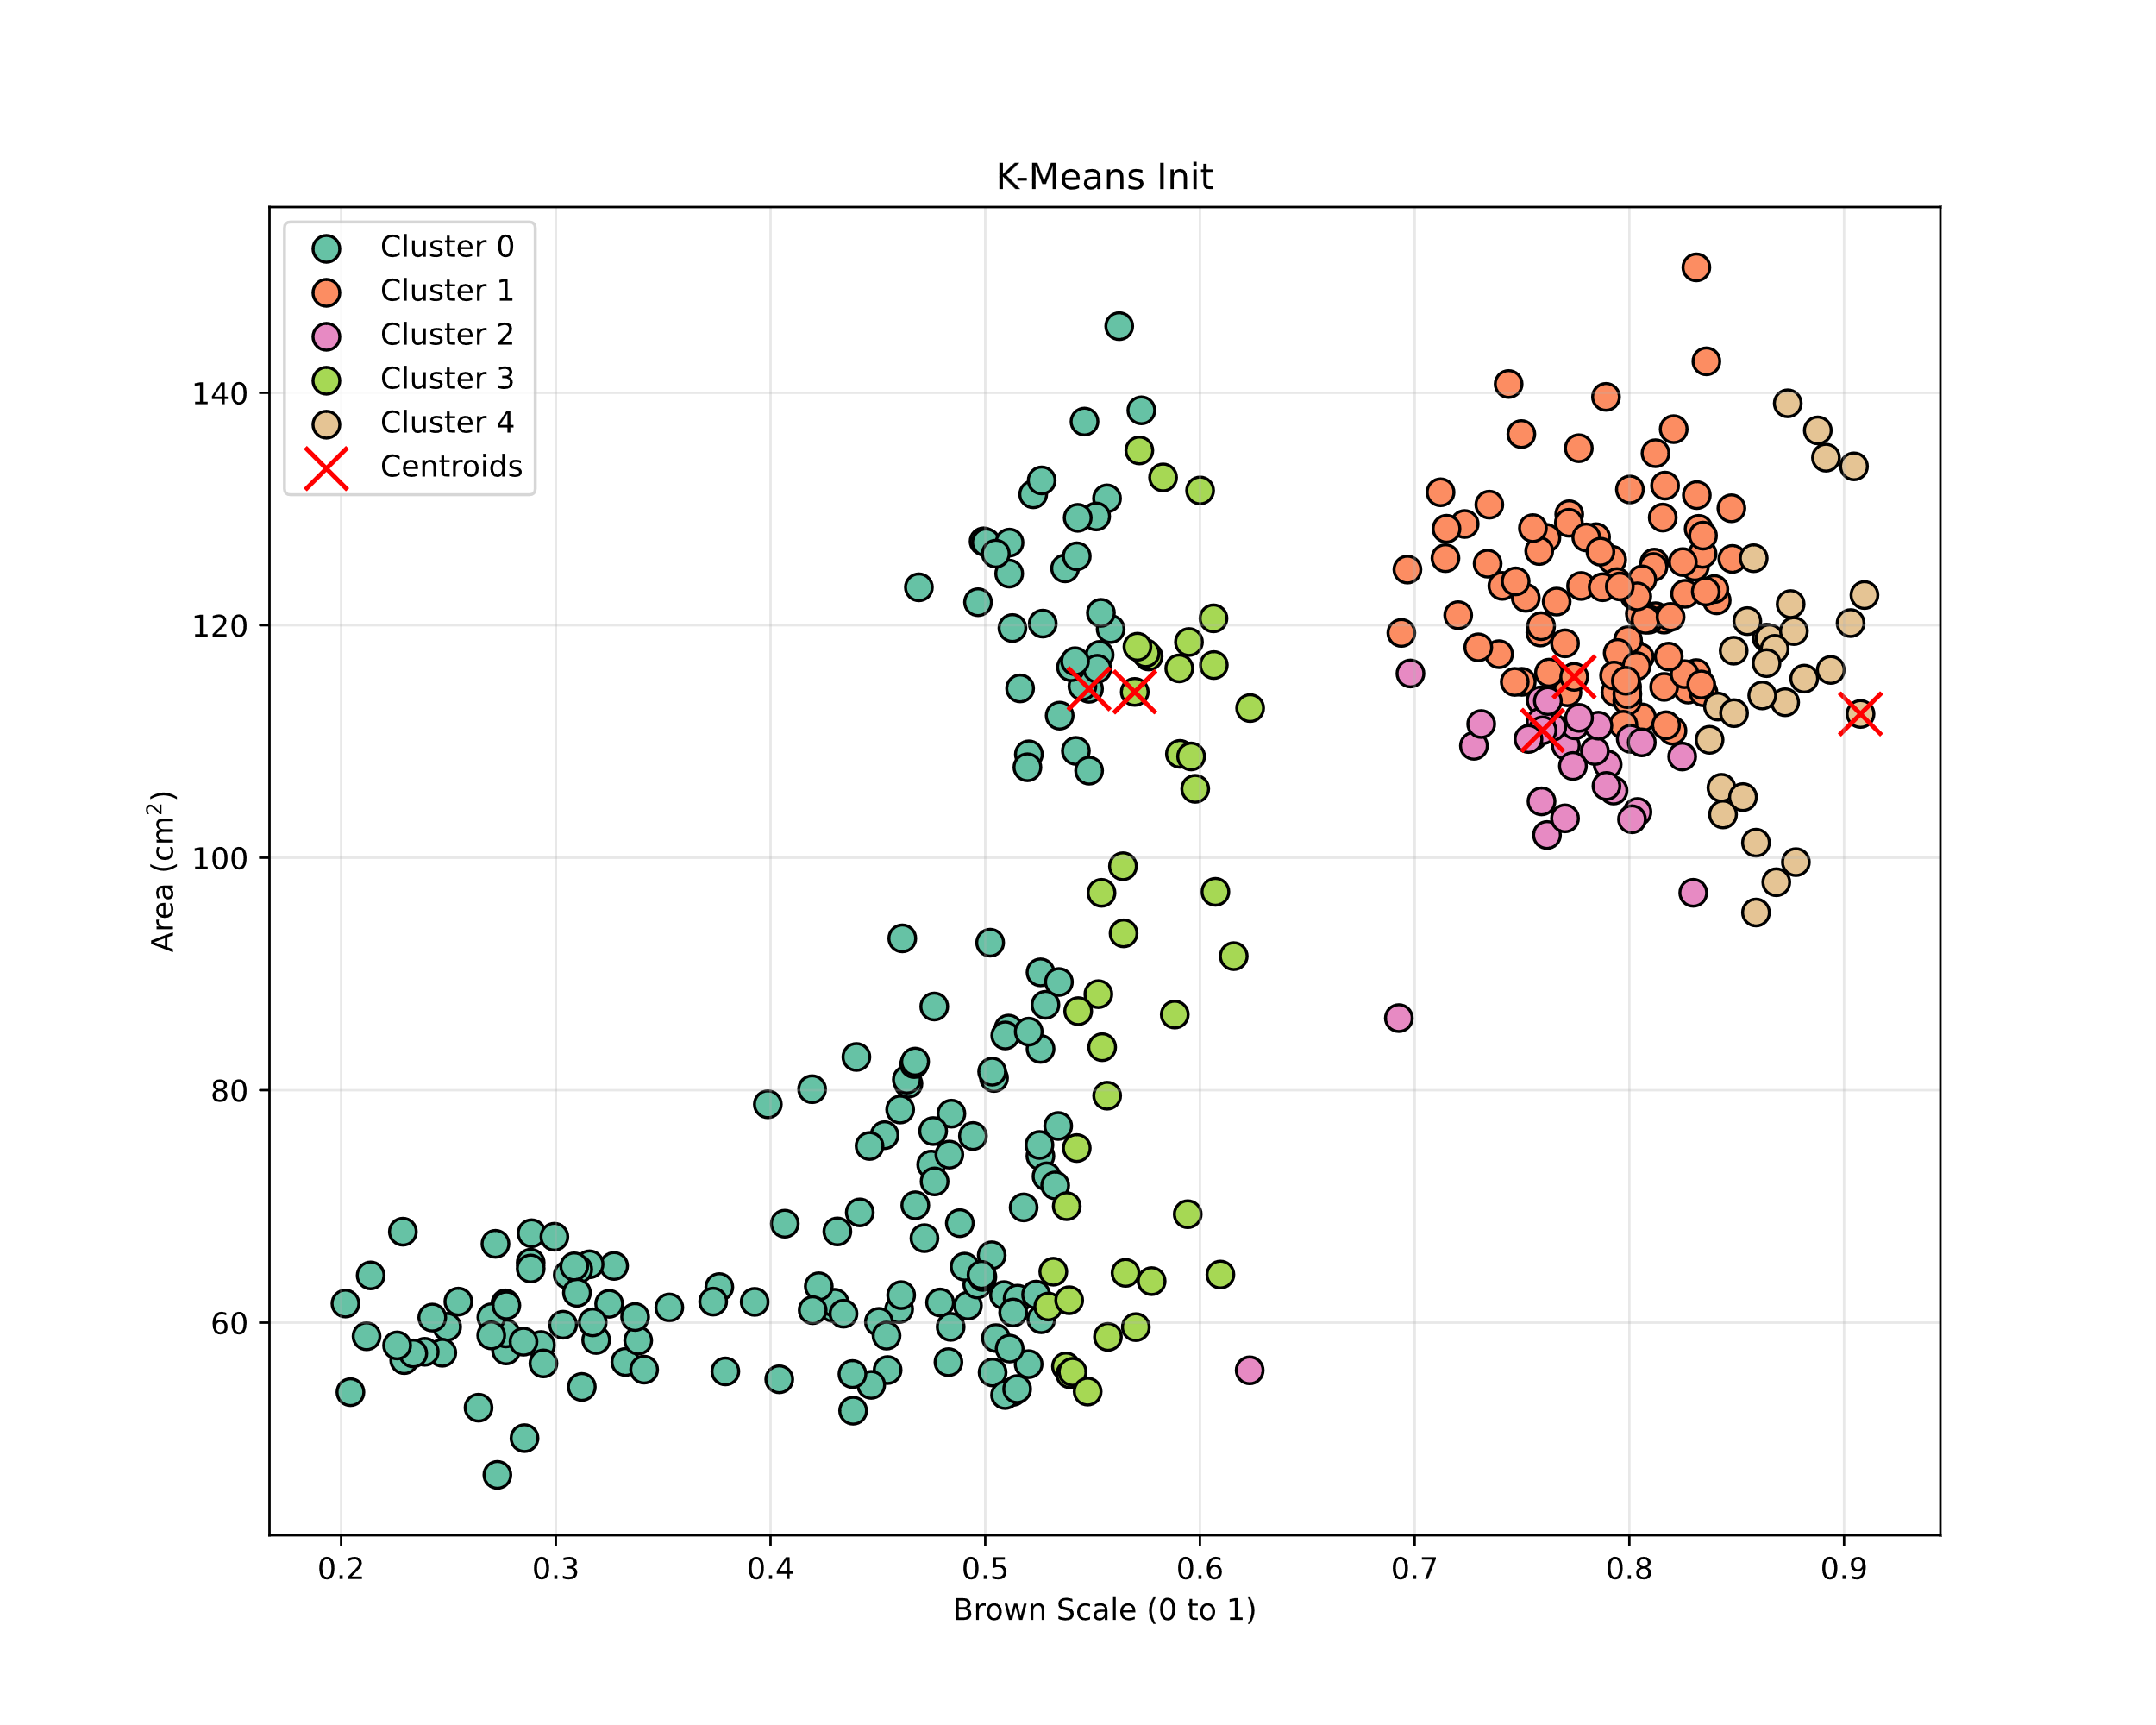 K-Means Init
Cluster 0
Cluster 1
Cluster 2
Cluster 3
Cluster 4
Centroids
140
120
100
80
60
Area (cm²)
0.2 0.3 0.4 0.5 0.6 0.7 0.8 0.9
Brown Scale (0 to 1)